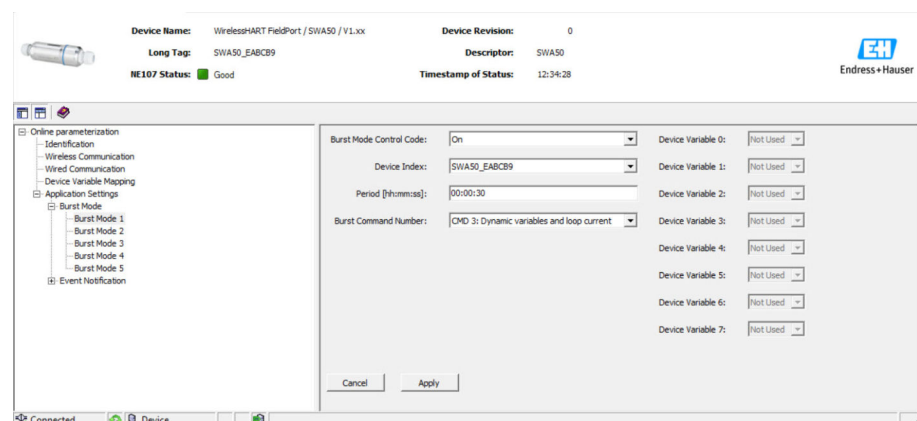 Device Name: WirelessHART FieldPort / SWA50 / V1.xx Device Revision: 0
Long Tag: SWA50_EABCB9 Descriptor: SWA50
NE107 Status: Good Timestamp of Status: 12:34:28
EH
Endress+Hauser
Online parameterization
Identification
Wireless Communication
Wired Communication
Device Variable Mapping
Application Settings
Burst Mode
Burst Mode 1
Burst Mode 2
Burst Mode 3
Burst Mode 4
Burst Mode 5
Event Notification
Burst Mode Control Code: On
Device Index: SWA50_EABCB9
Period [hh:mm:ss]: 00:00:30
Burst Command Number: CMD 3: Dynamic variables and loop current
Device Variable 0: Not Used
Device Variable 1: Not Used
Device Variable 2: Not Used
Device Variable 3: Not Used
Device Variable 4: Not Used
Device Variable 5: Not Used
Device Variable 6: Not Used
Device Variable 7: Not Used
Cancel Apply
Connected Device